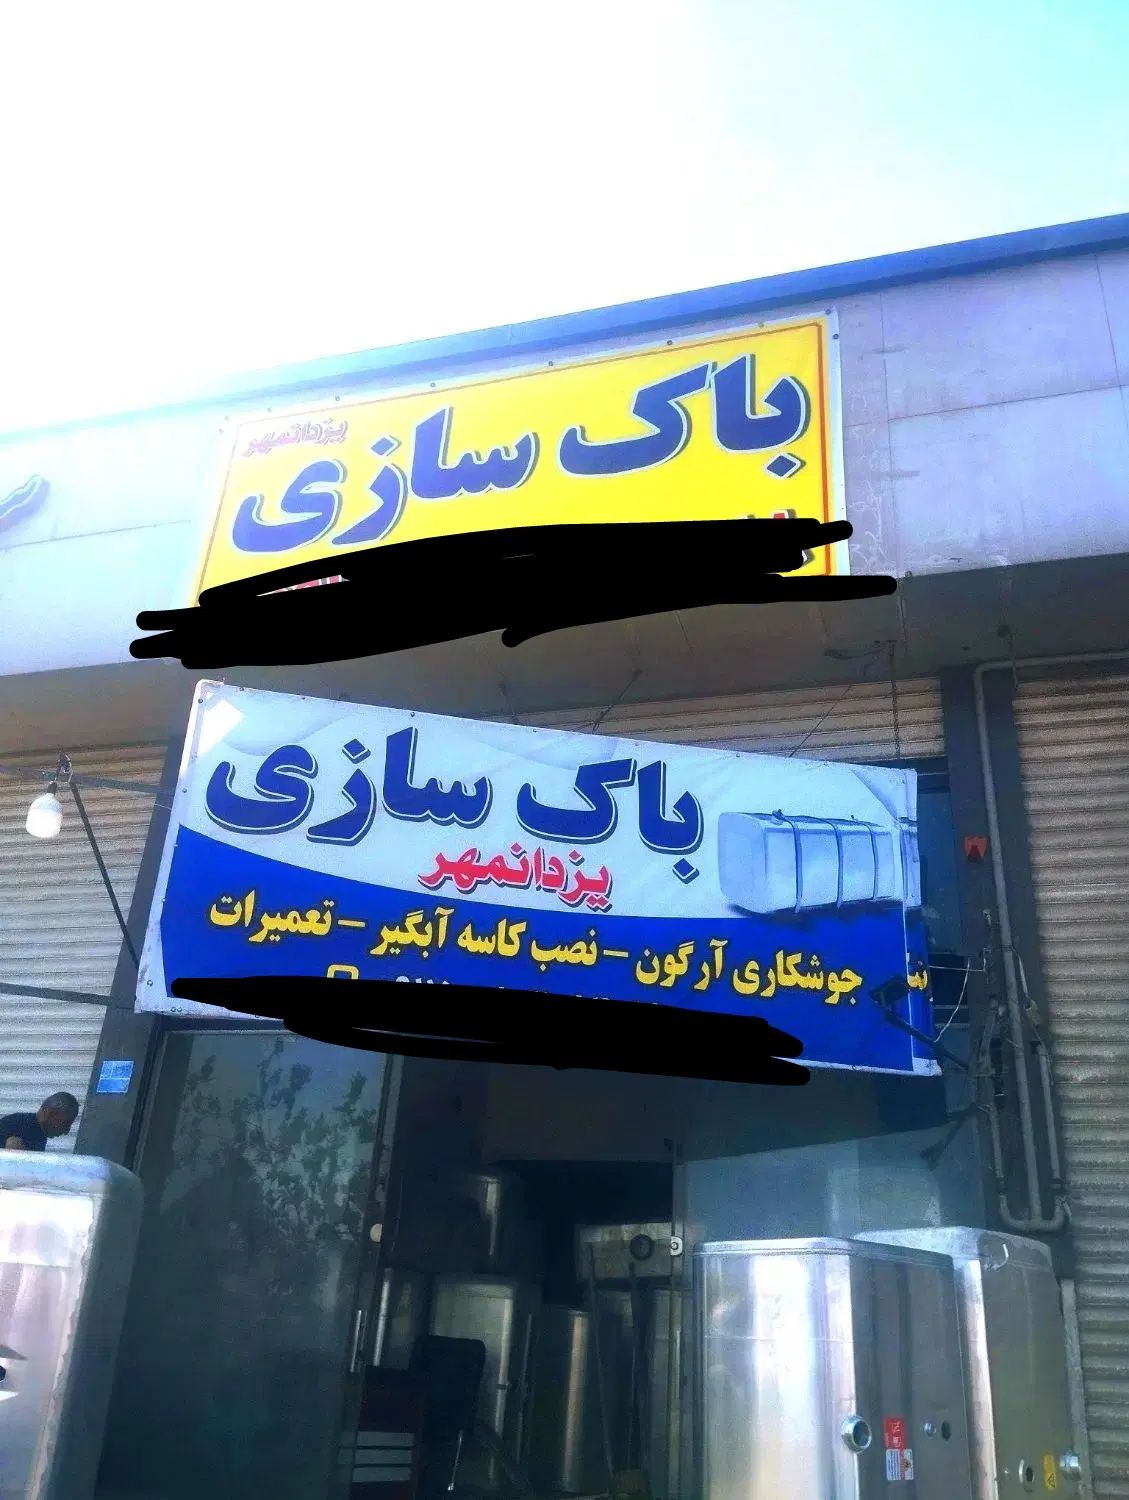 باک سازی
یزدانمهر
باک سازی
یزدانمهر
جوشکاری آرگون - نصب کاسه آبگیر - تعمیرات